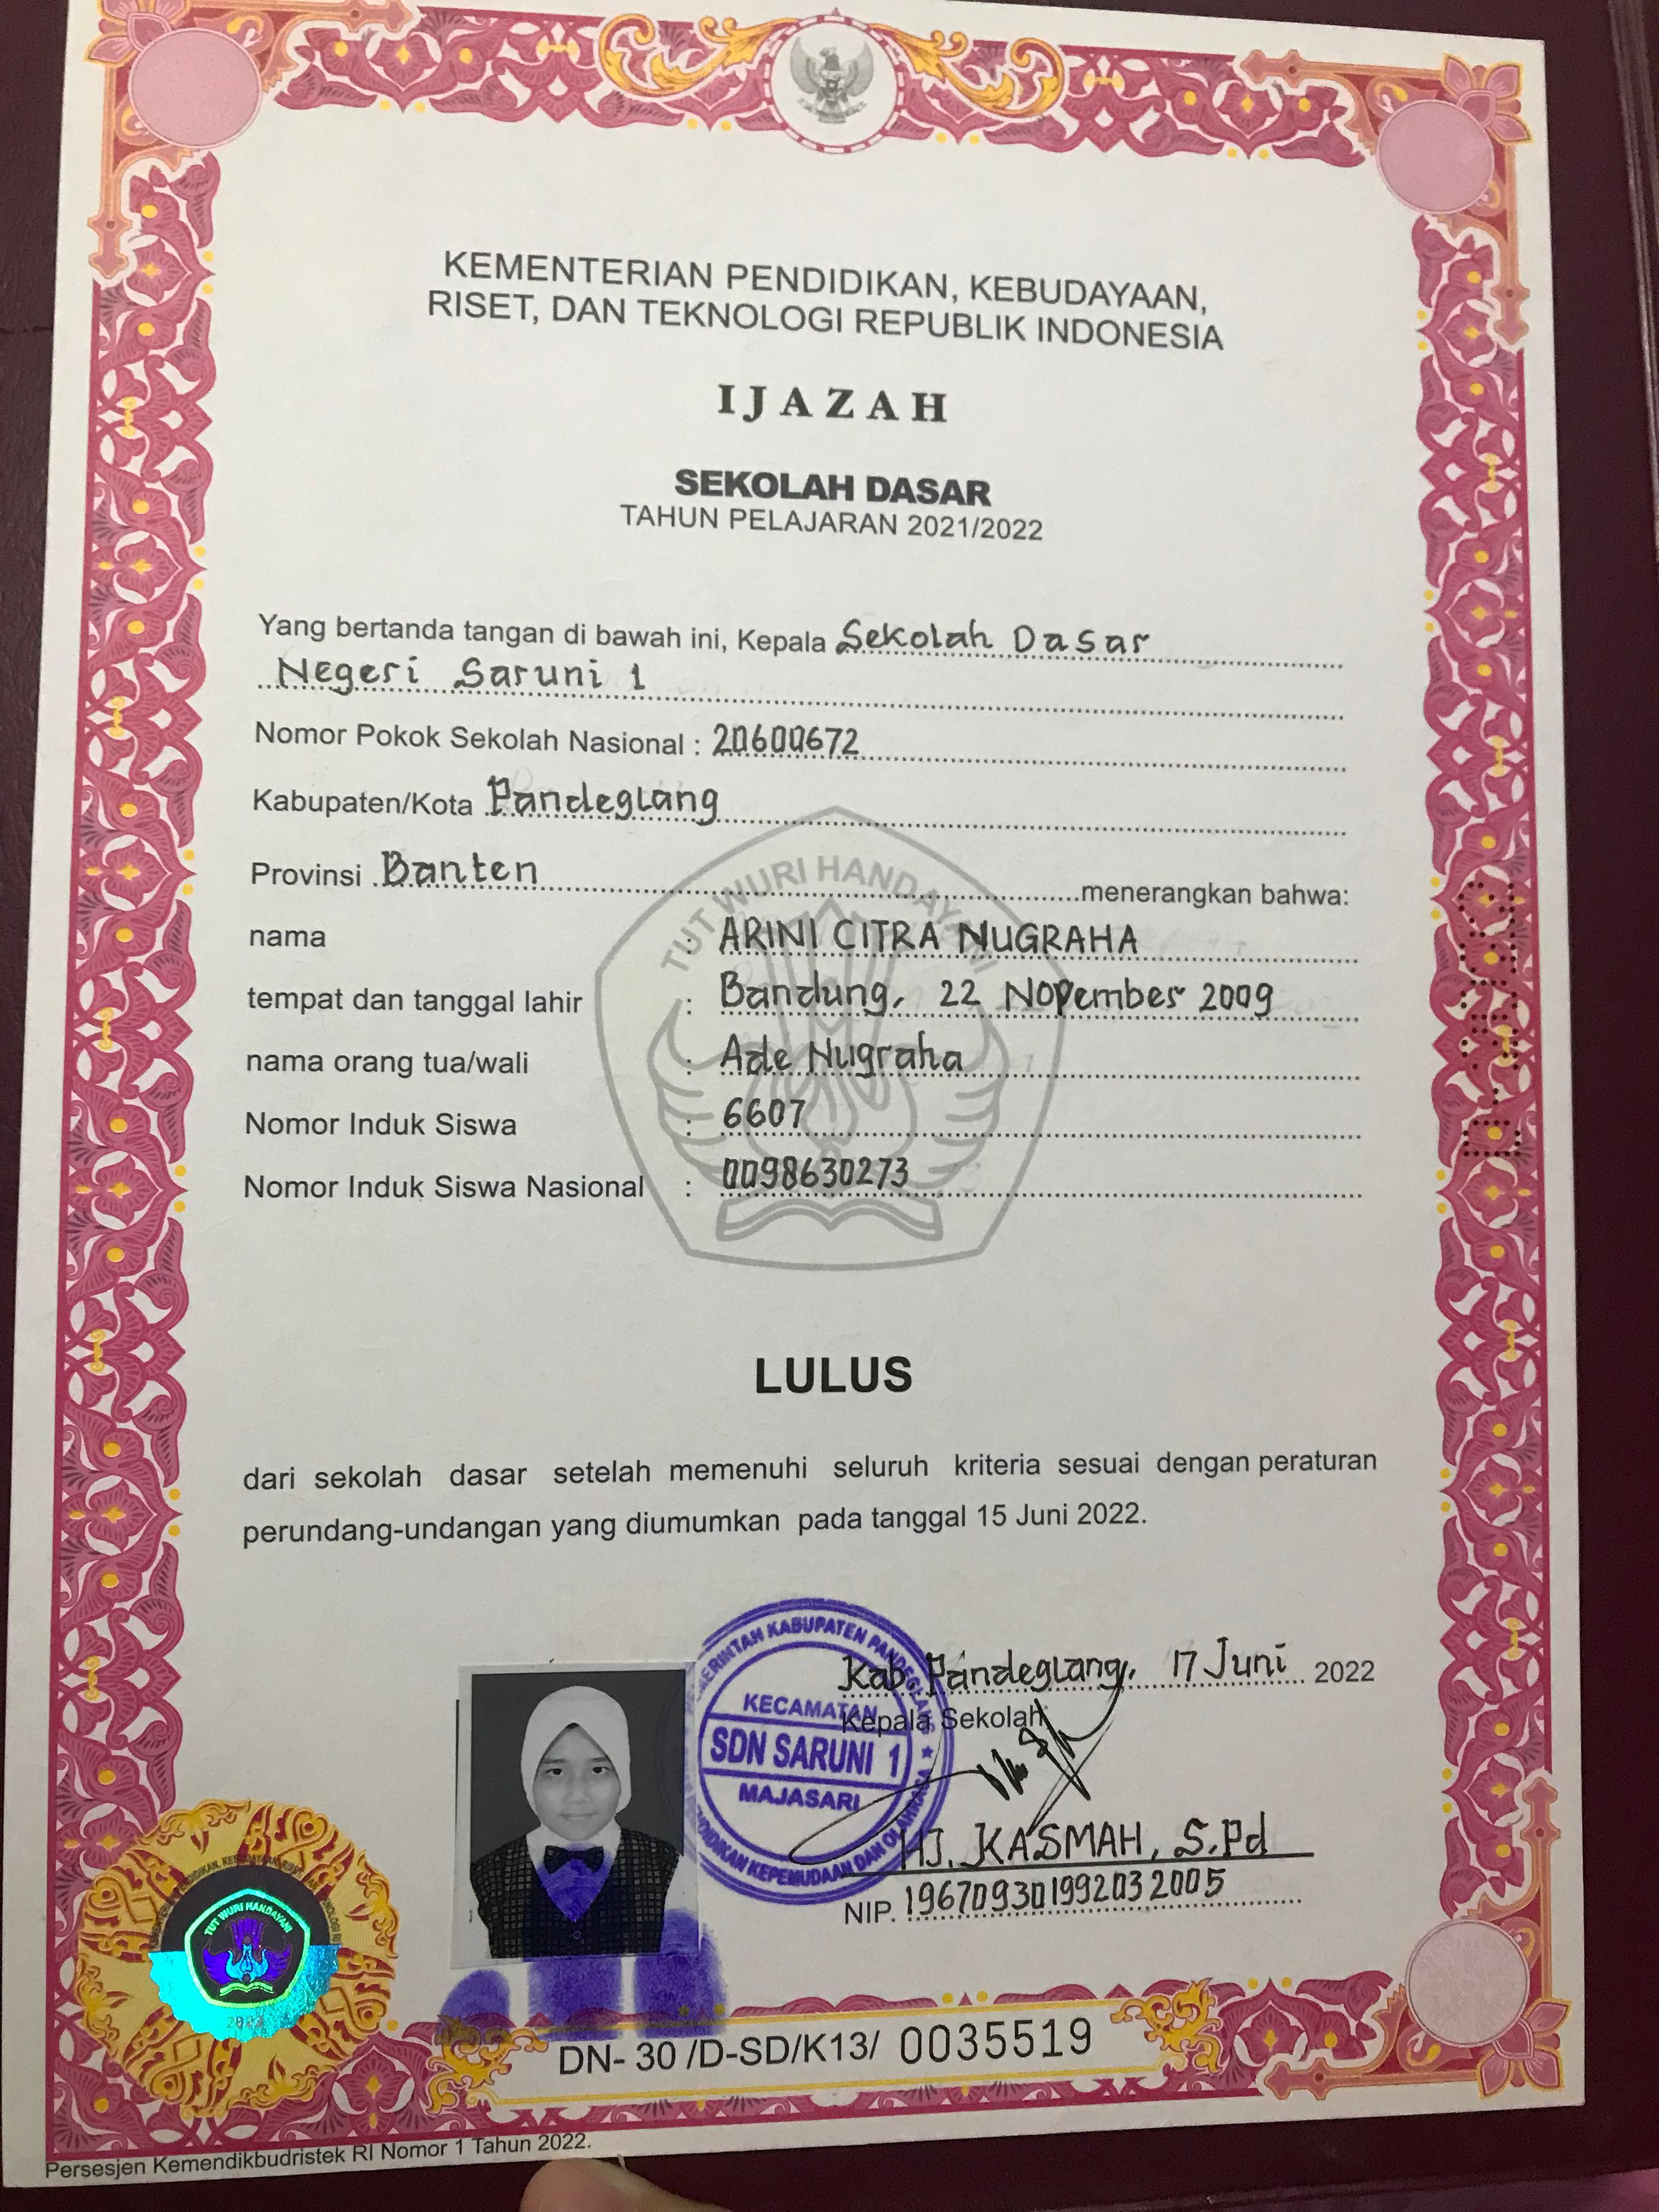 KEMENTERIAN PENDIDIKAN, KEBUDAYAAN,
RISET, DAN TEKNOLOGI REPUBLIK INDONESIA
IJAZAH
SEKOLAH DASAR
TAHUN PELAJARAN 2021/2022
Yang bertanda tangan di bawah ini, Kepala Sekolah Dasar
Negeri Saruni 1
Nomor Pokok Sekolah Nasional : 20600672
Kabupaten/Kota Pandeglang
Provinsi Banten menerangkan bahwa:
TUT WURI HANDAYANI
nama : ARINI CITRA NUGRAHA
tempat dan tanggal lahir : Bandung, 22 Nopember 2009
nama orang tua/wali : Ade Nugraha
Nomor Induk Siswa : 6607
Nomor Induk Siswa Nasional : 0098630273
LULUS
dari sekolah dasar setelah memenuhi seluruh kriteria sesuai dengan peraturan
perundang-undangan yang diumumkan pada tanggal 15 Juni 2022.
Kab. Pandeglang, 17 Juni 2022
Kepala Sekolah
KABUPATEN PANDEGLANG
KECAMATAN
SDN SARUNI 1
MAJASARI
KEPEMUDAAN DAN OLAHRAGA
HJ. KASMAH, S.Pd
NIP. 196709301992032005
TUT WURI HANDAYANI
2022
DN- 30 /D-SD/K13/ 0035519
Persesjen Kemendikbudristek RI Nomor 1 Tahun 2022.